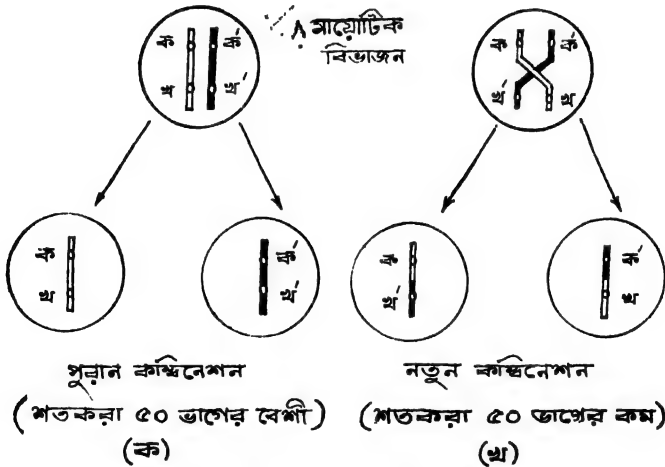 মায়োটিক
বিভাজন
ক ক′
খ খ′
ক ক′
খ′ খ
ক
খ
ক′
খ′
ক
খ′
ক′
খ
পুরান কম্বিনেশন
(শতকরা ৫০ ভাগের বেশী)
(ক)
নতুন কম্বিনেশন
(শতকরা ৫০ ভাগের কম)
(খ)